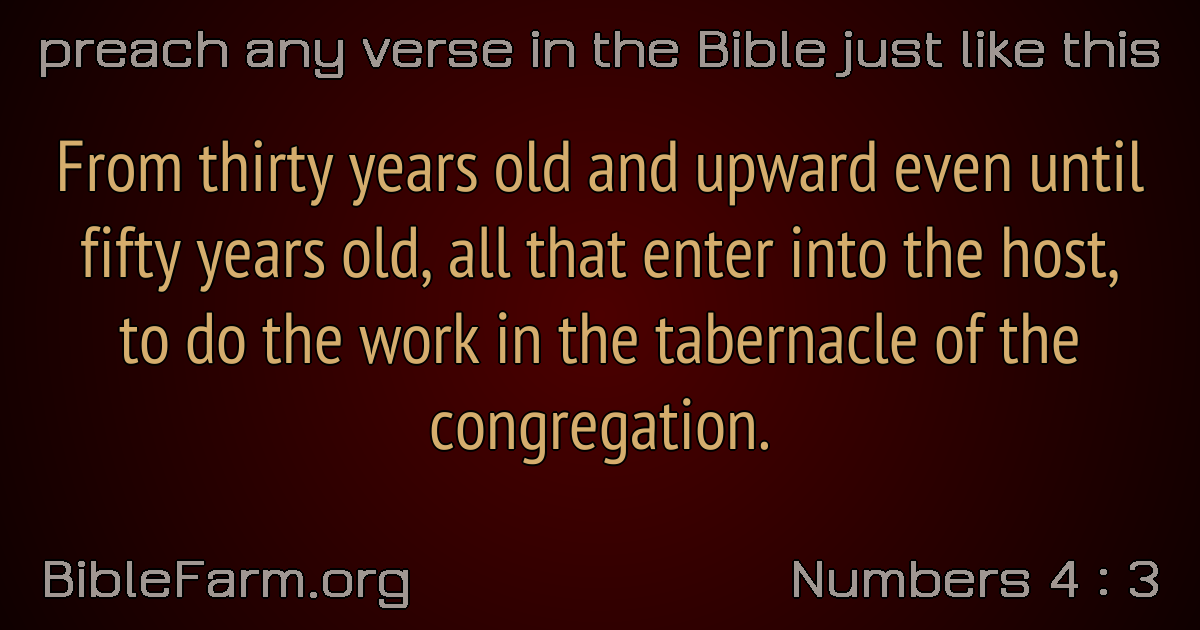 preach any verse in the Bible just like this
From thirty years old and upward even until
fifty years old, all that enter into the host,
to do the work in the tabernacle of the
congregation.
BibleFarm.org
Numbers 4 : 3